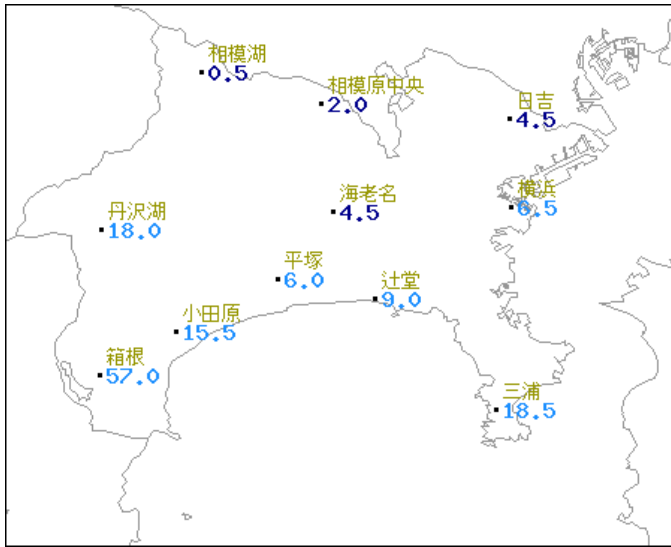 相模湖
0.5
相模原中央
2.0
日吉
4.5
海老名
4.5
横浜
6.5
丹沢湖
18.0
平塚
6.0
辻堂
9.0
小田原
15.5
箱根
57.0
三浦
18.5